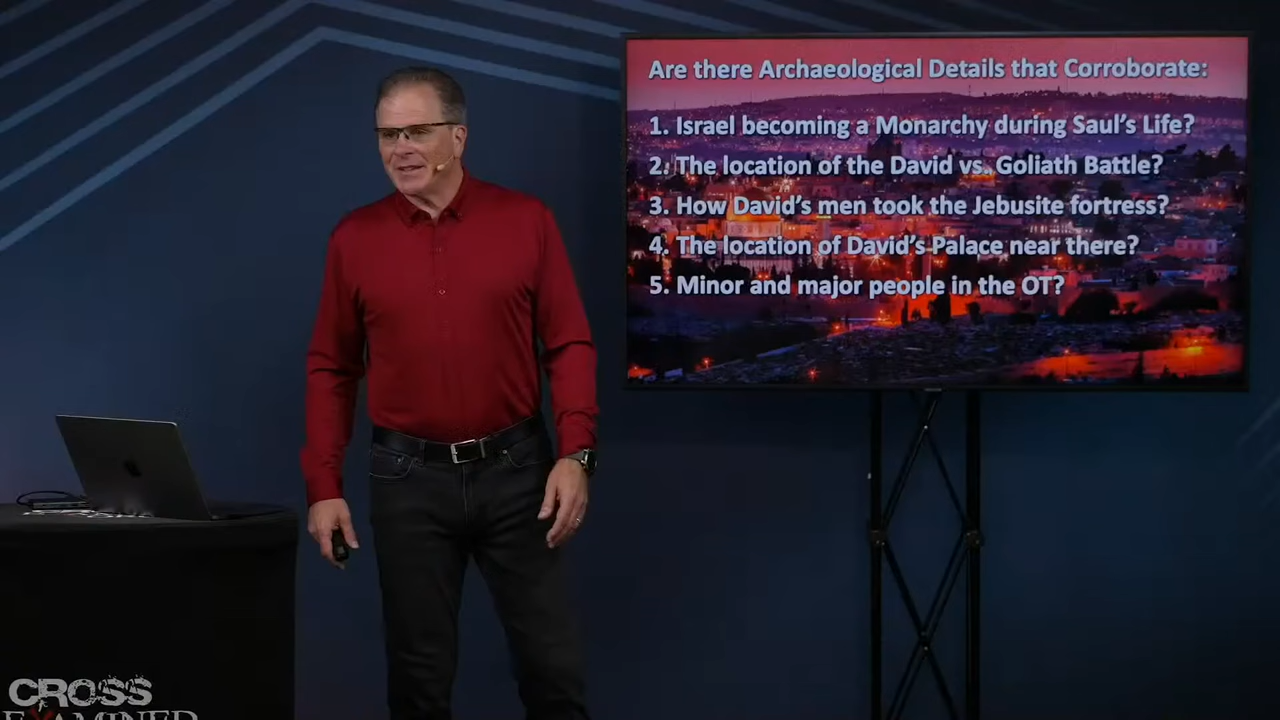 Are there Archaeological Details that Corroborate:
1. Israel becoming a Monarchy during Saul's Life?
2. The location of the David vs. Goliath Battle?
3. How David's men took the Jebusite fortress?
4. The location of David's Palace near there?
5. Minor and major people in the OT?
CROSS
EXAMINED